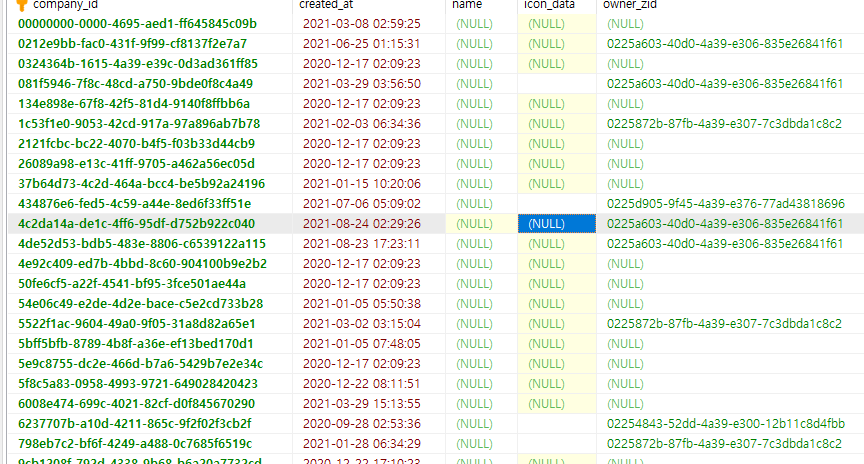 company_id created_at name icon_data owner_zid
00000000-0000-4695-aed1-ff645845c09b 2021-03-08 02:59:25 (NULL) (NULL) (NULL)
0212e9bb-fac0-431f-9f99-cf8137f2e7a7 2021-06-25 01:15:31 (NULL) (NULL) 0225a603-40d0-4a39-e306-835e26841f61
0324364b-1615-4a39-e39c-0d3ad361ff85 2020-12-17 02:09:23 (NULL) (NULL) (NULL)
081f5946-7f8c-48cd-a750-9bde0f8c4a49 2021-03-29 03:56:50 (NULL) 0225a603-40d0-4a39-e306-835e26841f61
134e898e-67f8-42f5-81d4-9140f8ffbb6a 2020-12-17 02:09:23 (NULL) (NULL) (NULL)
1c53f1e0-9053-42cd-917a-97a896ab7b78 2021-02-03 06:34:36 (NULL) (NULL) 0225872b-87fb-4a39-e307-7c3dbda1c8c2
2121fcbc-bc22-4070-b4f5-f03b33d44cb9 2020-12-17 02:09:23 (NULL) (NULL) (NULL)
26089a98-e13c-41ff-9705-a462a56ec05d 2020-12-17 02:09:23 (NULL) (NULL) (NULL)
37b64d73-4c2d-464a-bcc4-be5b92a24196 2021-01-15 10:20:06 (NULL) (NULL) (NULL)
434876e6-fed5-4c59-a44e-8ed6f33ff51e 2021-07-06 05:09:02 (NULL) 0225d905-9f45-4a39-e376-77ad43818696
4c2da14a-de1c-4ff6-95df-d752b922c040 2021-08-24 02:29:26 (NULL) (NULL) 0225a603-40d0-4a39-e306-835e26841f61
4de52d53-bdb5-483e-8806-c6539122a115 2021-08-23 17:23:11 (NULL) (NULL) 0225a603-40d0-4a39-e306-835e26841f61
4e92c409-ed7b-4bbd-8c60-904100b9e2b2 2020-12-17 02:09:23 (NULL) (NULL) (NULL)
50fe6cf5-a22f-4541-bf95-3fce501ae44a 2020-12-17 02:09:23 (NULL) (NULL) (NULL)
54e06c49-e2de-4d2e-bace-c5e2cd733b28 2021-01-05 05:50:38 (NULL) (NULL) (NULL)
5522f1ac-9604-49a0-9f05-31a8d82a65e1 2021-03-02 03:15:04 (NULL) (NULL) 0225872b-87fb-4a39-e307-7c3dbda1c8c2
5bff5bfb-8789-4b8f-a36e-ef13bed170d1 2021-01-05 07:48:05 (NULL) (NULL) (NULL)
5e9c8755-dc2e-466d-b7a6-5429b7e2e34c 2020-12-17 02:09:23 (NULL) (NULL) (NULL)
5f8c5a83-0958-4993-9721-649028420423 2020-12-22 08:11:51 (NULL) (NULL) (NULL)
6008e474-699c-4021-82cf-d0f845670290 2021-03-29 15:13:55 (NULL) (NULL) (NULL)
6237707b-a10d-4211-865c-9f2f02f3cb2f 2020-09-28 02:53:36 (NULL) 02254843-52dd-4a39-e300-12b11c8d4fbb
798eb7c2-bf6f-4249-a488-0c7685f6519c 2021-01-28 06:34:29 (NULL) (NULL) 0225872b-87fb-4a39-e307-7c3dbda1c8c2